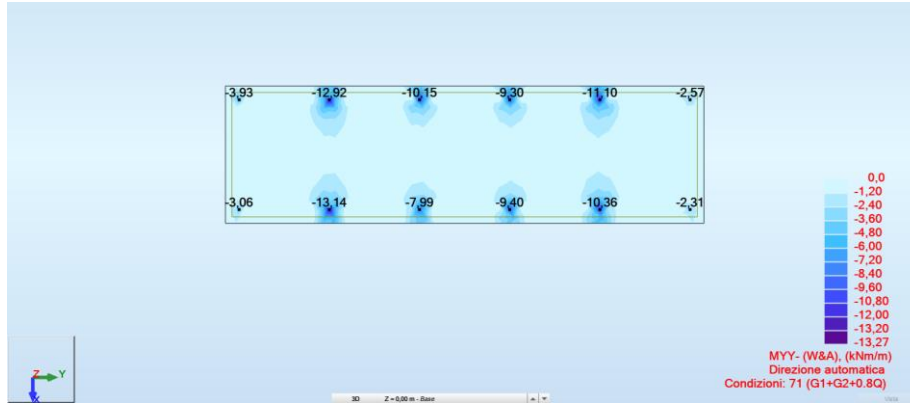 -3,93 -12,92 -10,15 -9,30 -11,10 -2,57
-3,06 -13,14 -7,99 -9,40 -10,36 -2,31
0,0
-1,20
-2,40
-3,60
-4,80
-6,00
-7,20
-8,40
-9,60
-10,80
-12,00
-13,20
-13,27
MYY- (W&A), (kNm/m)
Direzione automatica
Condizioni: 71 (G1+G2+0.8Q)
Z Y
X
3D Z = 0,00 m - Base
Vista